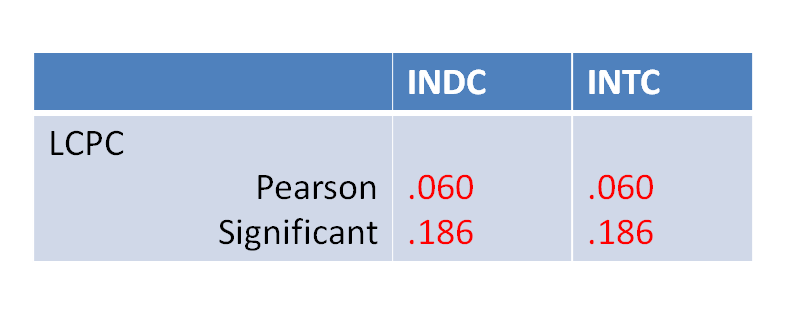 INDC INTC
LCPC
Pearson .060 .060
Significant .186 .186